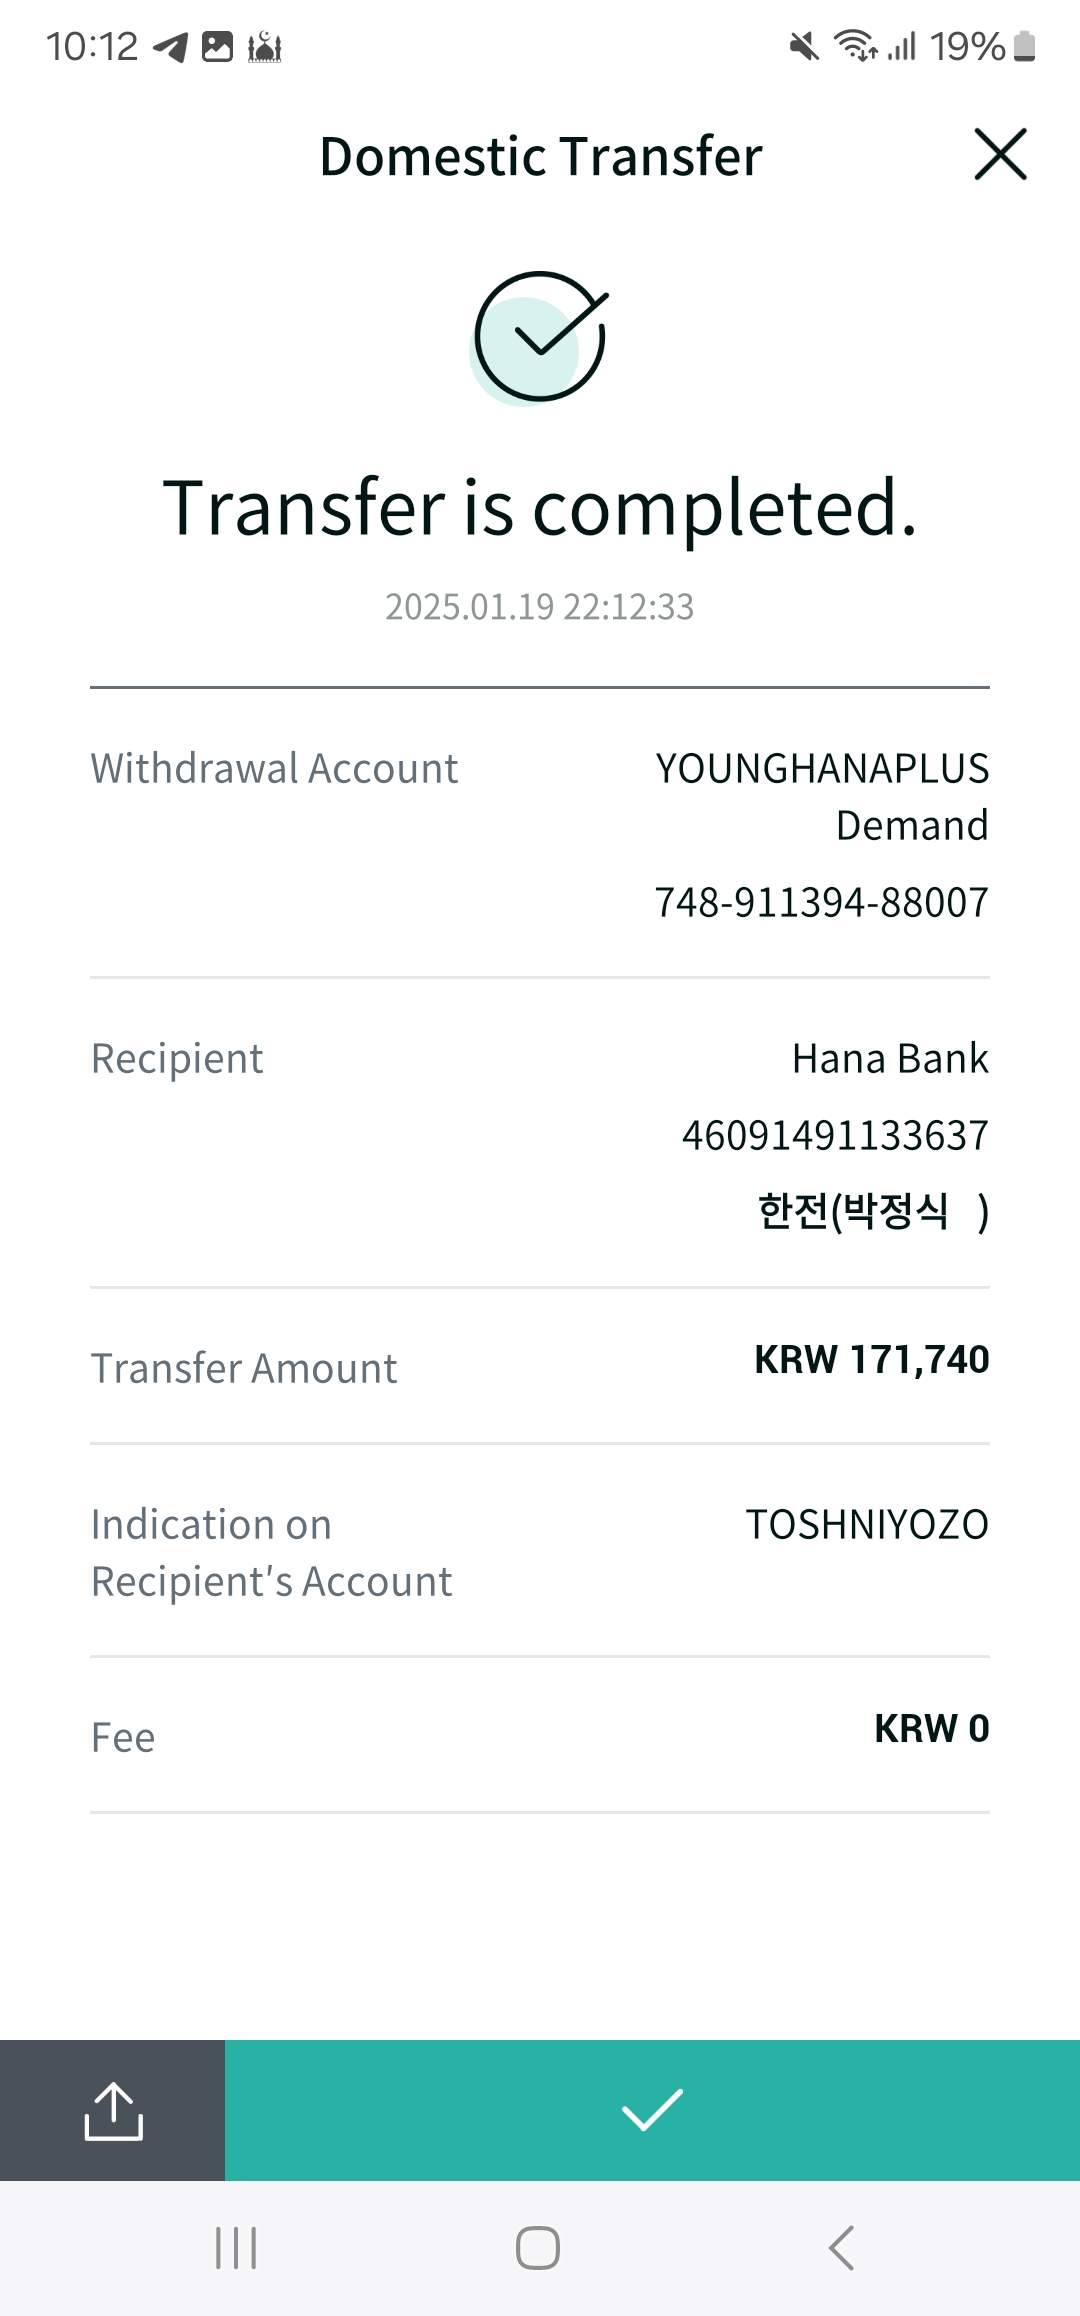 10:12
19%
Domestic Transfer
Transfer is completed.
2025.01.19 22:12:33
Withdrawal Account
YOUNGHANAPLUS
Demand
748-911394-88007
Recipient
Hana Bank
46091491133637
한전(박정식   )
Transfer Amount
KRW 171,740
Indication on
Recipient's Account
TOSHNIYOZO
Fee
KRW 0